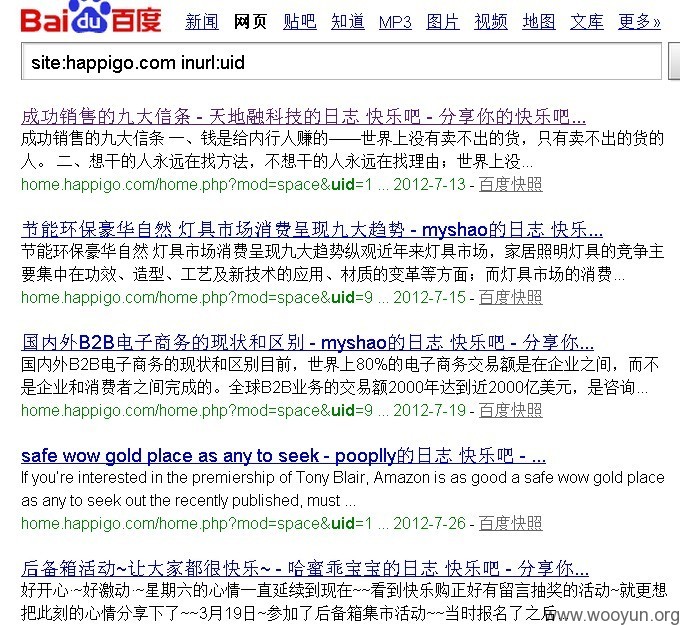 Baidu百度 新闻 网页 贴吧 知道 MP3 图片 视频 地图 文库 更多»
site:happigo.com inurl:uid
成功销售的九大信条 - 天地融科技的日志 快乐吧 - 分享你的快乐吧...
成功销售的九大信条 一、钱是给内行人赚的——世界上没有卖不出的货，只有卖不出货的
人。 二、想干的人永远在找方法，不想干的人永远在找理由；世界上没...
home.happigo.com/home.php?mod=space&uid=1 ... 2012-7-13 - 百度快照
节能环保豪华自然 灯具市场消费呈现九大趋势 - myshao的日志 快乐...
节能环保豪华自然 灯具市场消费呈现九大趋势纵观近年来灯具市场，家居照明灯具的竞争主
要集中在功效、造型、工艺及新技术的应用、材质的变革等方面；而灯具市场的消费...
home.happigo.com/home.php?mod=space&uid=9 ... 2012-7-15 - 百度快照
国内外B2B电子商务的现状和区别 - myshao的日志 快乐吧 - 分享你...
国内外B2B电子商务的现状和区别目前，世界上80%的电子商务交易额是在企业之间，而不
是企业和消费者之间完成的。全球B2B业务的交易额2000年达到近2000亿美元，是咨询...
home.happigo.com/home.php?mod=space&uid=9 ... 2012-7-19 - 百度快照
safe wow gold place as any to seek - pooplly的日志 快乐吧 - ...
If you're interested in the premiership of Tony Blair, Amazon is as good a safe wow gold place
as any to seek out the recently published, must ...
home.happigo.com/home.php?mod=space&uid=1 ... 2012-7-26 - 百度快照
后备箱活动~让大家都很快乐~ - 哈蜜乖宝宝的日志 快乐吧 - 分享你...
好开心·~好激动·~星期六的心情一直延续到现在~~看到快乐购正好有留言抽奖的活动~就更想
把此刻的心情分享下了~~3月19日~参加了后备箱集市活动~~当时报名了之后
www.wooyun.org